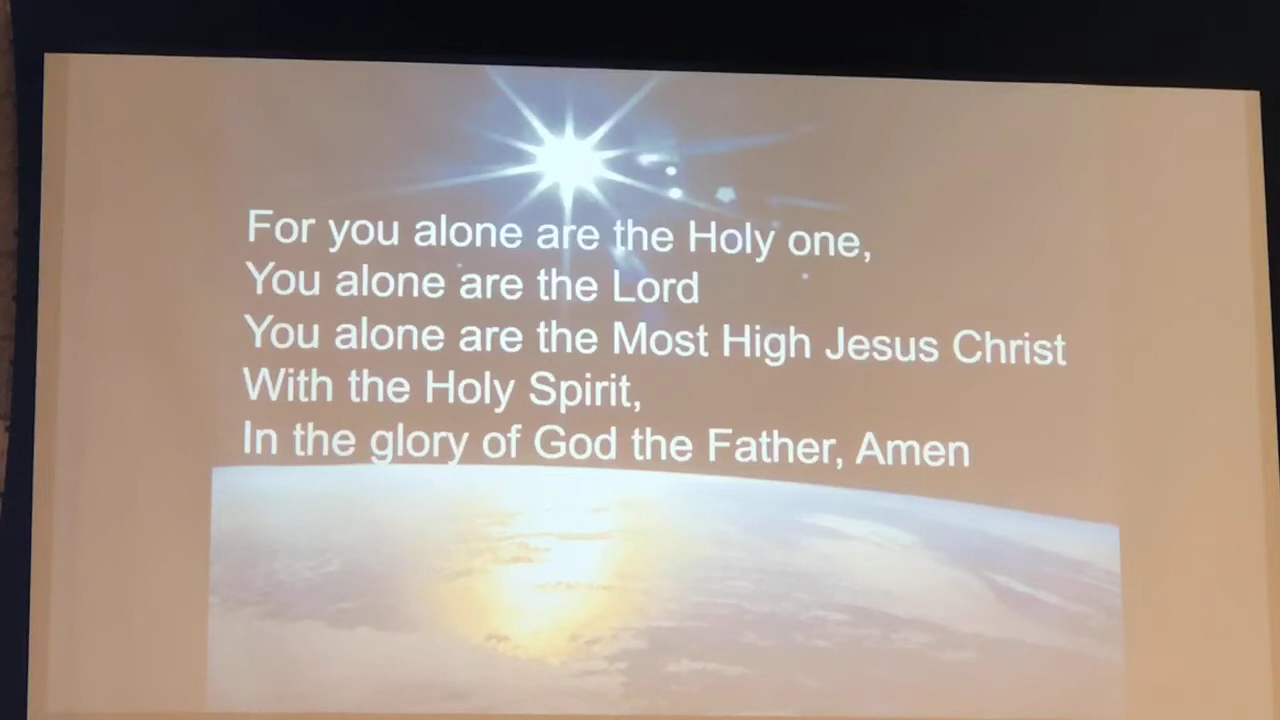 For you alone are the Holy one,
You alone are the Lord
You alone are the Most High Jesus Christ
With the Holy Spirit,
In the glory of God the Father, Amen